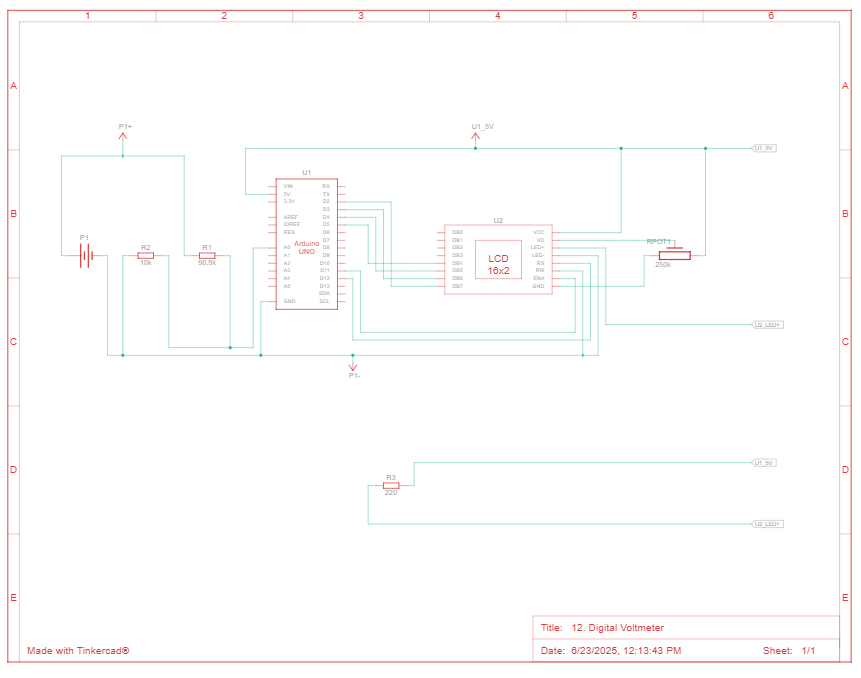 1 2 3 4 5 6
A A
P1+ U1_5V
U1_5V
U1
VIN RX
5V TX
3.3V D2
D3
AREF D4
IOREF D5
RES D6
D7
A0 D8
A1 D9
A2 D10
A3 D11
A4 D12
A5 D13
SDA
GND SCL
Arduino
UNO
B B
U2
DB0 VCC
DB1 VO
DB2 LED+
DB3 LED-
DB4 RS
DB5 RW
DB6 ENA
DB7 GND
LCD
16x2
P1
R2
10k
R1
90.9k
RPOT1
250k
U2_LED+
C C
P1-
D D
U1_5V
R3
220
U2_LED+
E E
Title: 12. Digital Voltmeter
Made with Tinkercad®
Date: 6/23/2025, 12:13:43 PM Sheet: 1/1